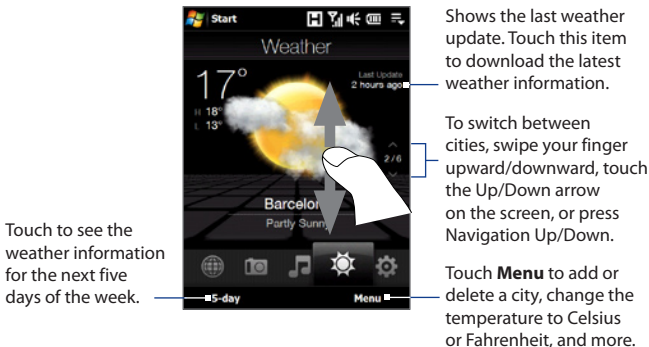 Start
Weather
17°
Last Update
2 hours ago
H 18°
L 13°
2/6
Barcelon
Partly Sunny
5-day
Menu
Shows the last weather
update. Touch this item
to download the latest
weather information.
To switch between
cities, swipe your finger
upward/downward, touch
the Up/Down arrow
on the screen, or press
Navigation Up/Down.
Touch to see the
weather information
for the next five
days of the week.
Touch Menu to add or
delete a city, change the
temperature to Celsius
or Fahrenheit, and more.